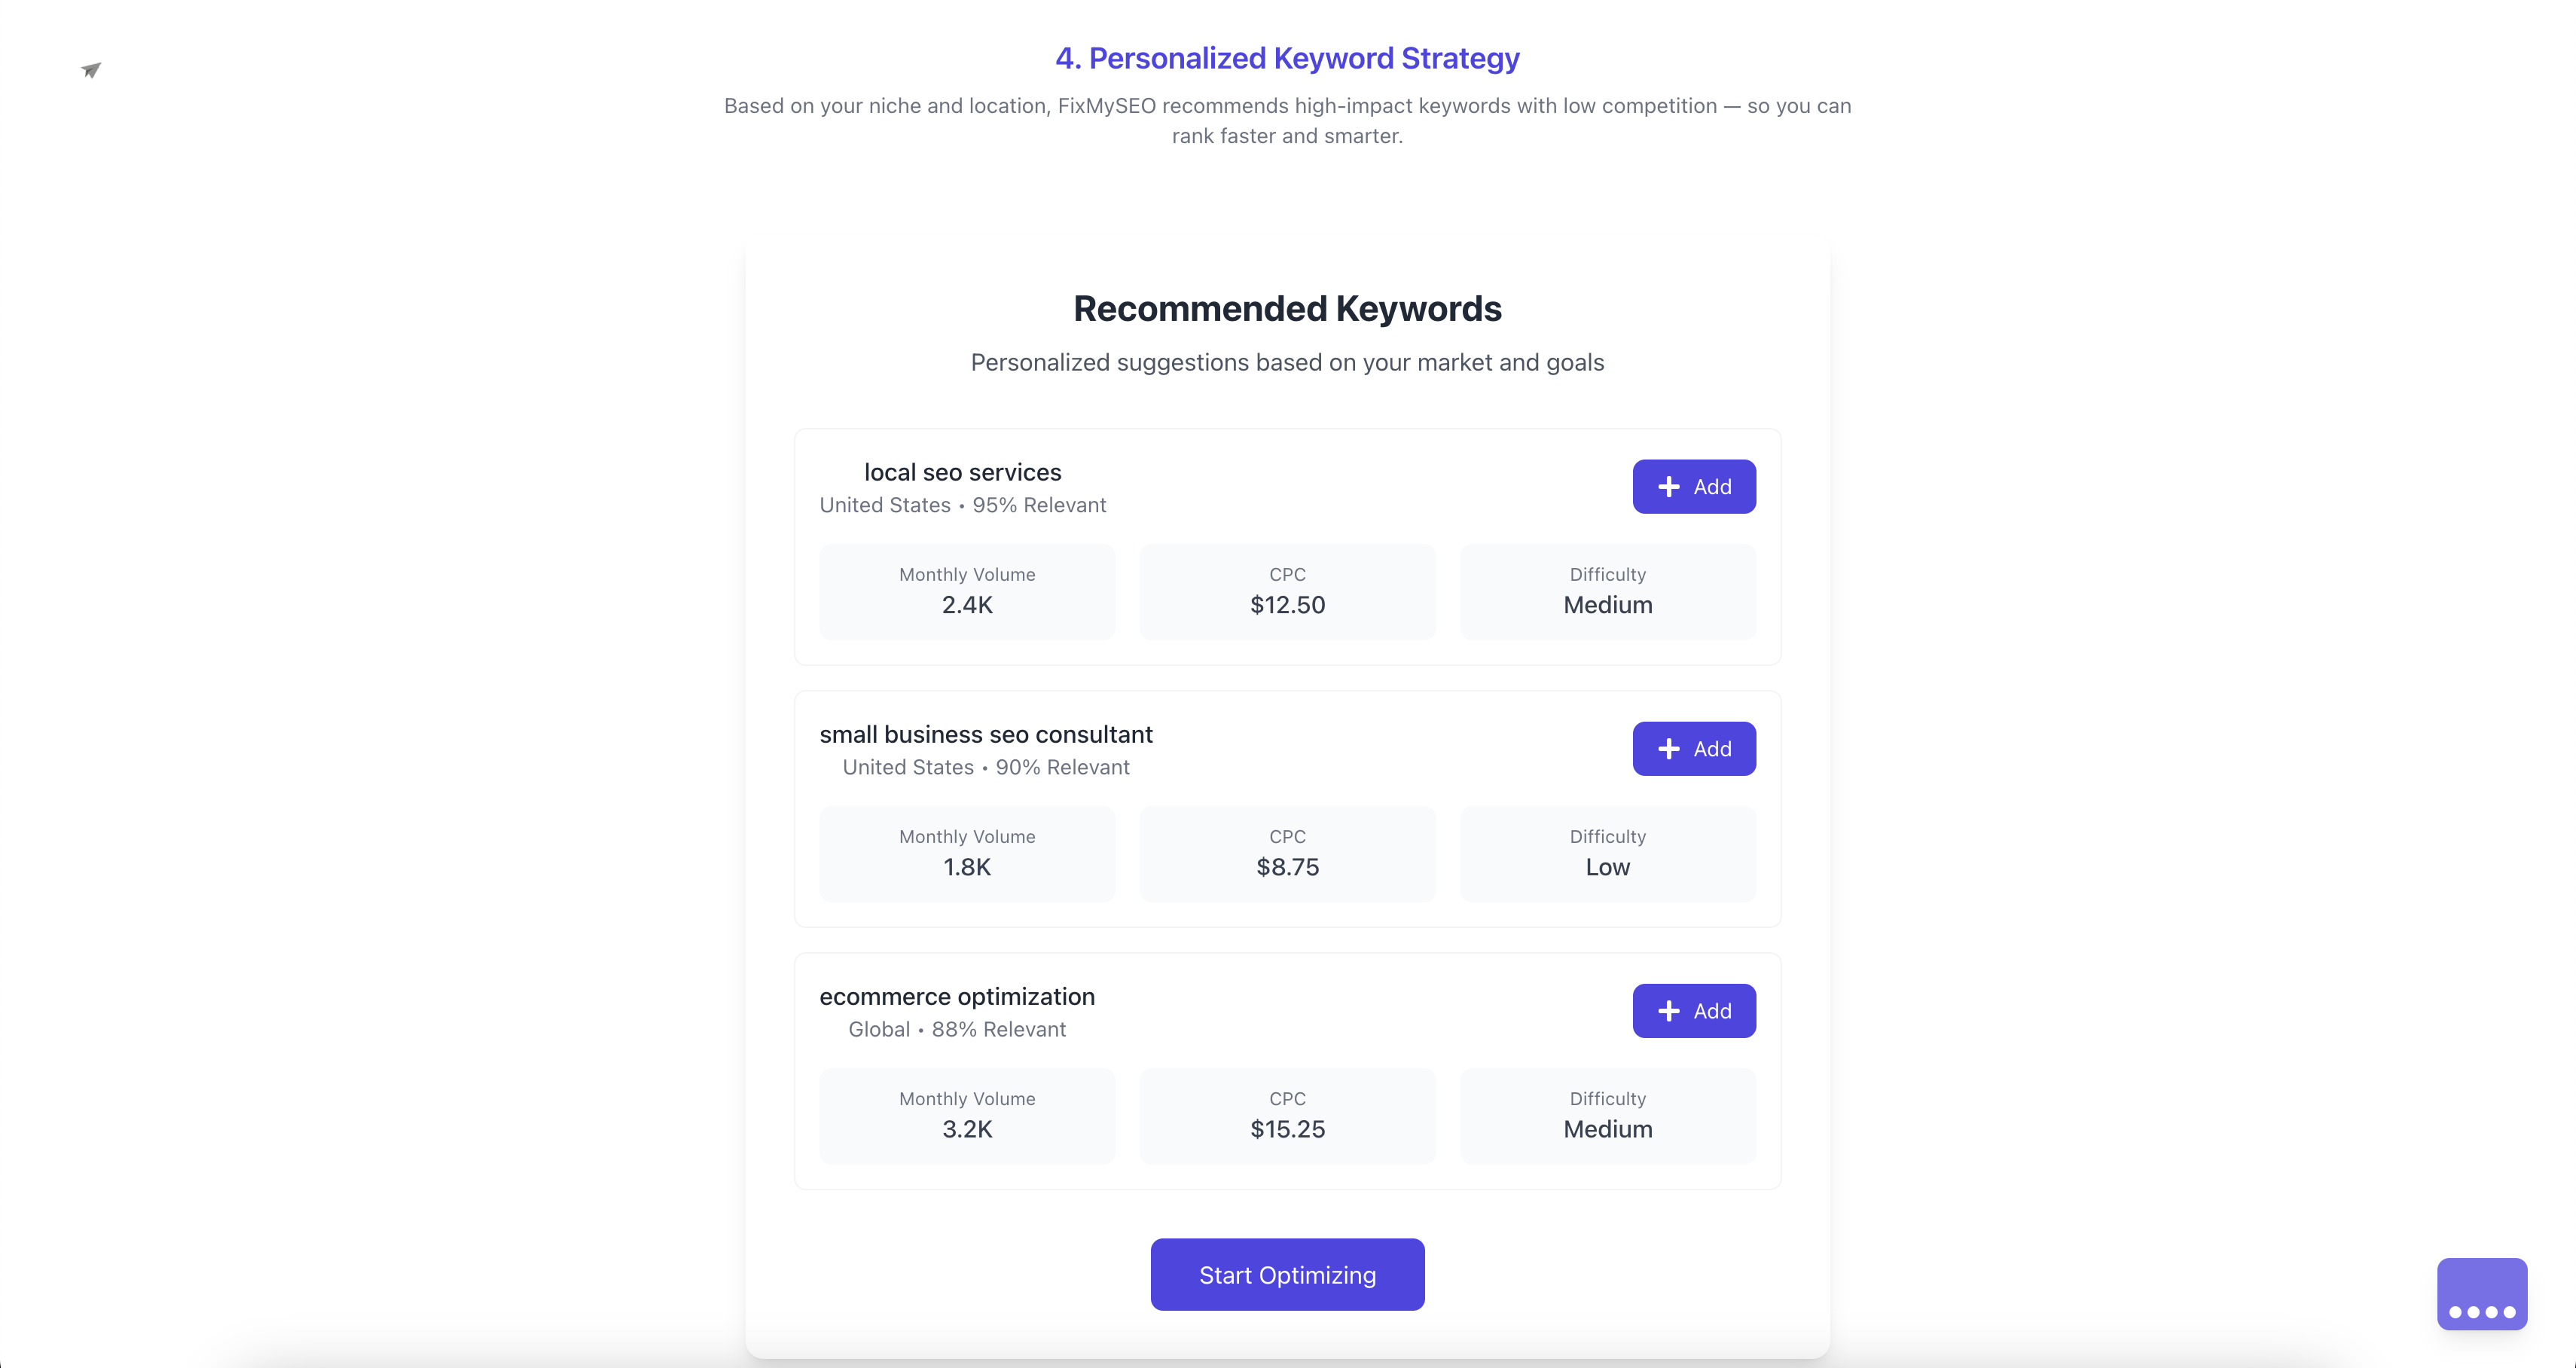 4. Personalized Keyword Strategy
Based on your niche and location, FixMySEO recommends high-impact keywords with low competition — so you can
rank faster and smarter.
Recommended Keywords
Personalized suggestions based on your market and goals
local seo services
United States • 95% Relevant
Add
Monthly Volume
2.4K
CPC
$12.50
Difficulty
Medium
small business seo consultant
United States • 90% Relevant
Add
Monthly Volume
1.8K
CPC
$8.75
Difficulty
Low
ecommerce optimization
Global • 88% Relevant
Add
Monthly Volume
3.2K
CPC
$15.25
Difficulty
Medium
Start Optimizing